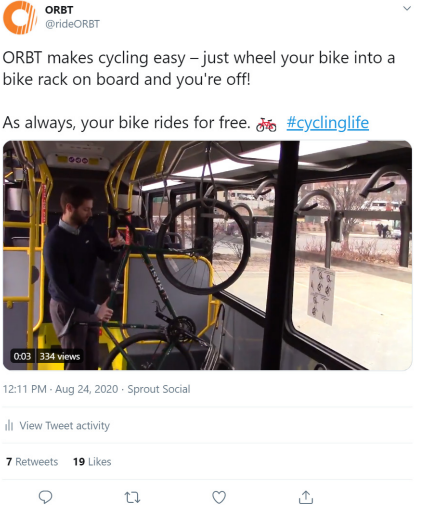 ORBT
@rideORBT
ORBT makes cycling easy – just wheel your bike into a
bike rack on board and you're off!
As always, your bike rides for free. 🚲 #cyclinglife
0:03 334 views
12:11 PM · Aug 24, 2020 · Sprout Social
View Tweet activity
7 Retweets 19 Likes